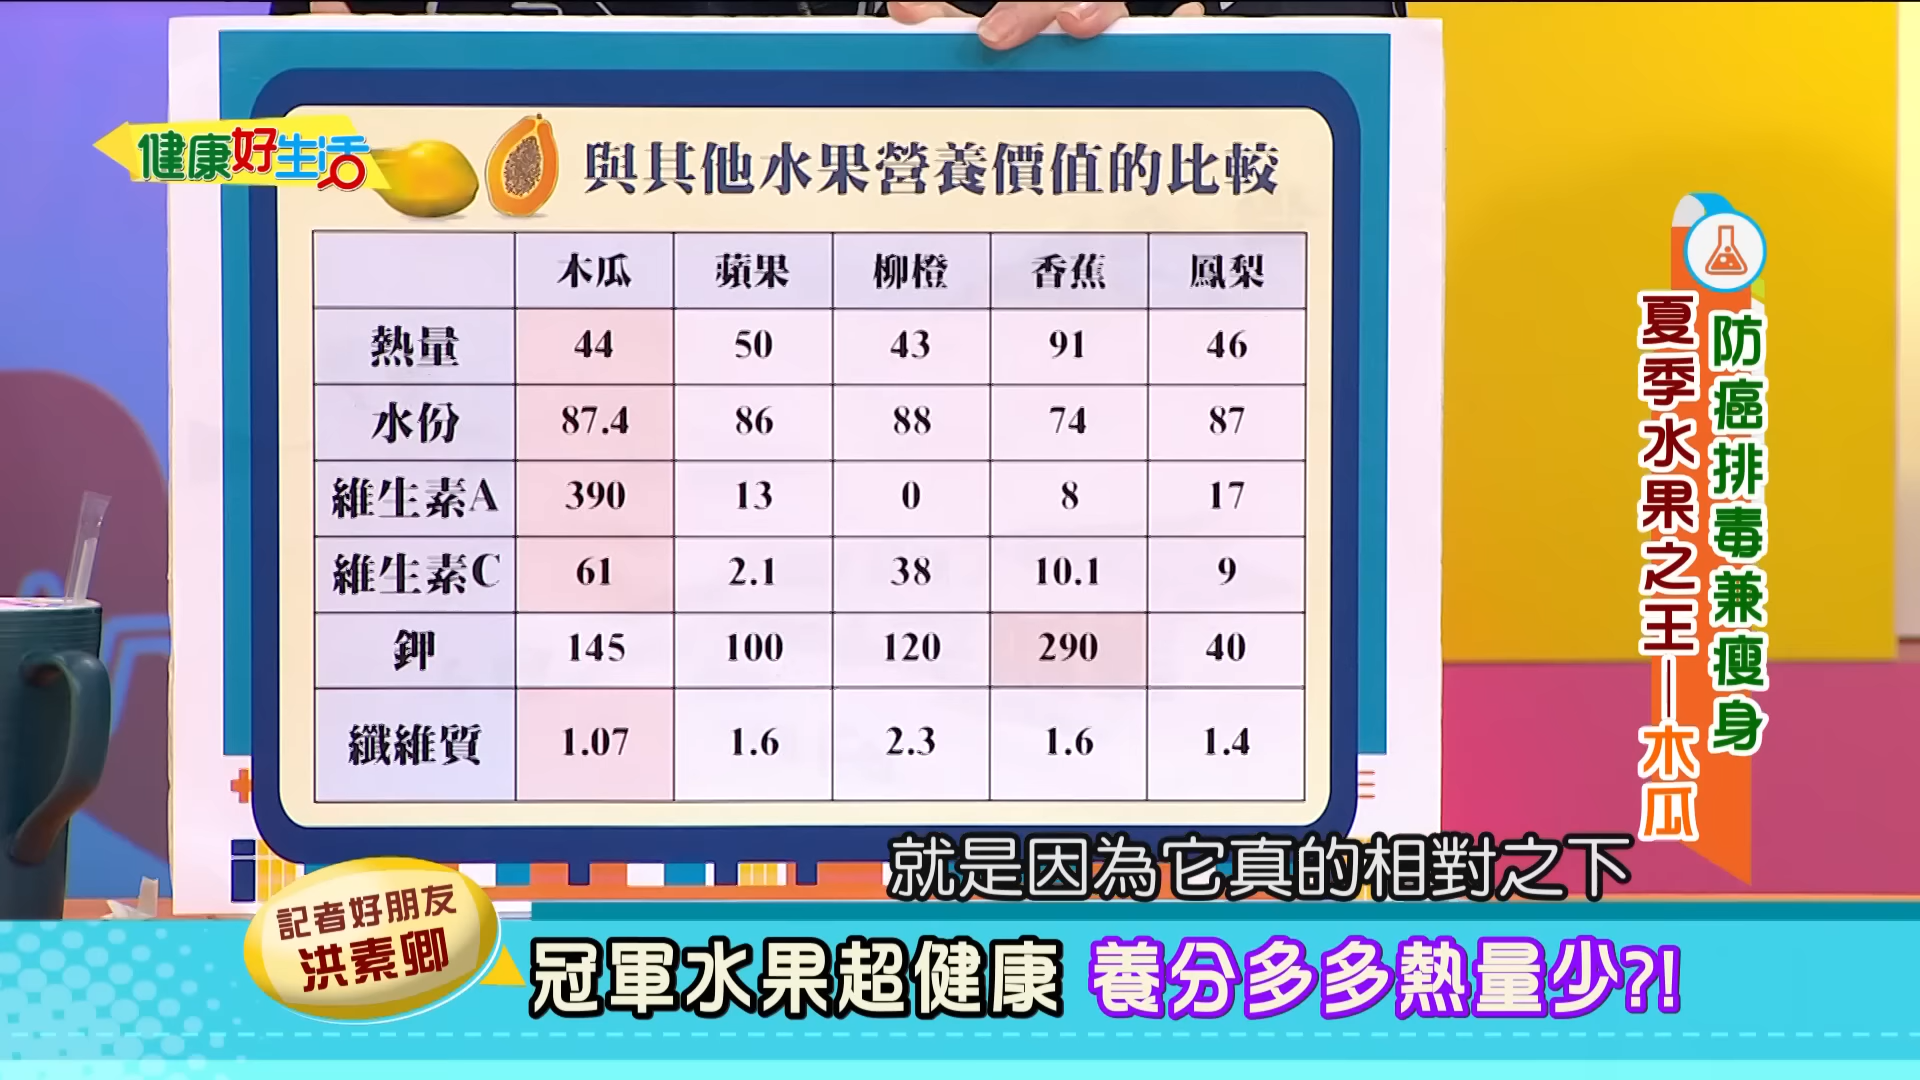 健康好生活
與其他水果營養價值的比較
木瓜 蘋果 柳橙 香蕉 鳳梨
熱量 44 50 43 91 46
水份 87.4 86 88 74 87
維生素A 390 13 0 8 17
維生素C 61 2.1 38 10.1 9
鉀 145 100 120 290 40
纖維質 1.07 1.6 2.3 1.6 1.4
防癌排毒兼瘦身
夏季水果之王—木瓜
就是因為它真的相對之下
記者好朋友
洪素卿
冠軍水果超健康 養分多多熱量少?!